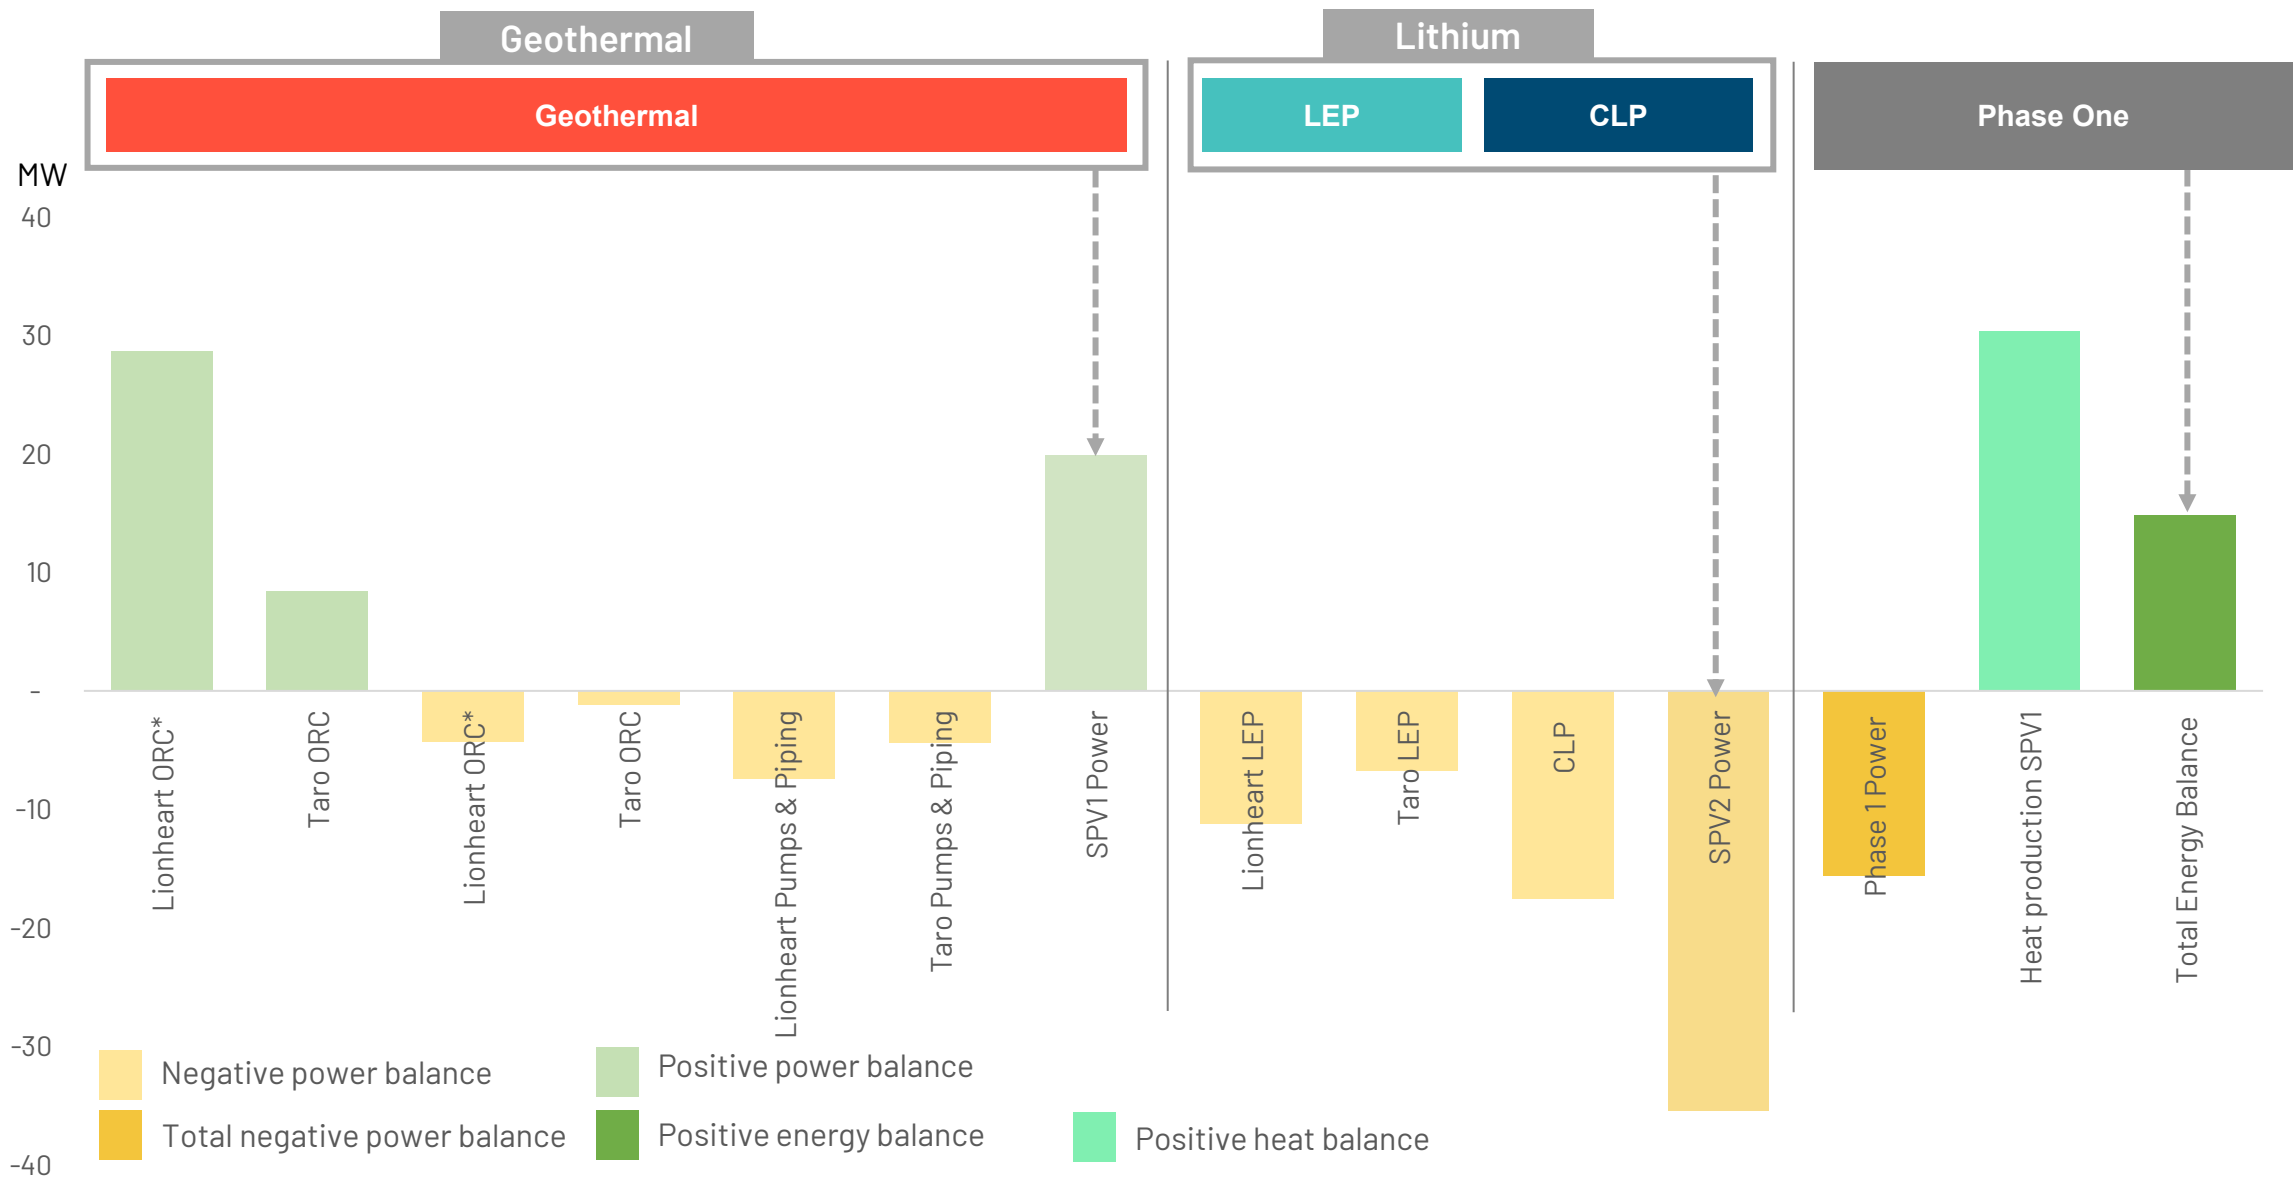 Geothermal
Lithium
Geothermal
LEP
CLP
Phase One
MW
40
30
20
10
-
-10
-20
-30
-40
Lionheart ORC*
Taro ORC
Lionheart ORC*
Taro ORC
Lionheart Pumps & Piping
Taro Pumps & Piping
SPV1 Power
Lionheart LEP
Taro LEP
CLP
SPV2 Power
Phase 1 Power
Heat production SPV1
Total Energy Balance
Negative power balance
Positive power balance
Total negative power balance
Positive energy balance
Positive heat balance